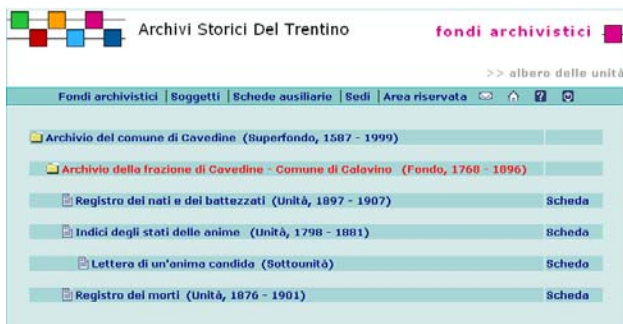 Archivi Storici Del Trentino
fondi archivistici
>> albero delle unità
Fondi archivistici | Soggetti | Schede ausiliarie | Sedi | Area riservata
Archivio del comune di Cavedine (Superfondo, 1587 - 1999)
Archivio della frazione di Cavedine - Comune di Calavino (Fondo, 1768 - 1896)
Registro dei nati e dei battezzati (Unità, 1897 - 1907) Scheda
Indici degli stati delle anime (Unità, 1798 - 1881) Scheda
Lettera di un'anima candida (Sottounità) Scheda
Registro dei morti (Unità, 1876 - 1901) Scheda